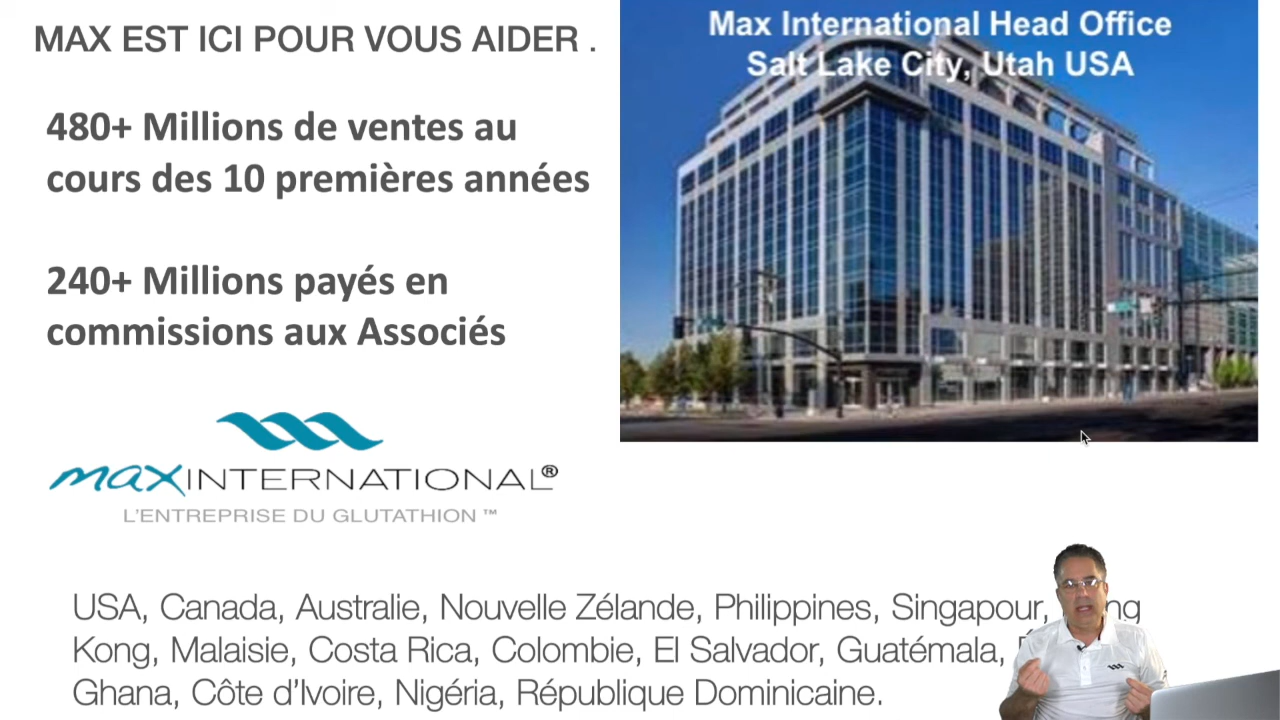 MAX EST ICI POUR VOUS AIDER .
480+ Millions de ventes au
cours des 10 premières années
240+ Millions payés en
commissions aux Associés
Max International Head Office
Salt Lake City, Utah USA
maxINTERNATIONAL®
L'ENTREPRISE DU GLUTATHION ™
USA, Canada, Australie, Nouvelle Zélande, Philippines, Singapour,
Kong, Malaisie, Costa Rica, Colombie, El Salvador, Guatémala,
Ghana, Côte d'Ivoire, Nigéria, République Dominicaine.